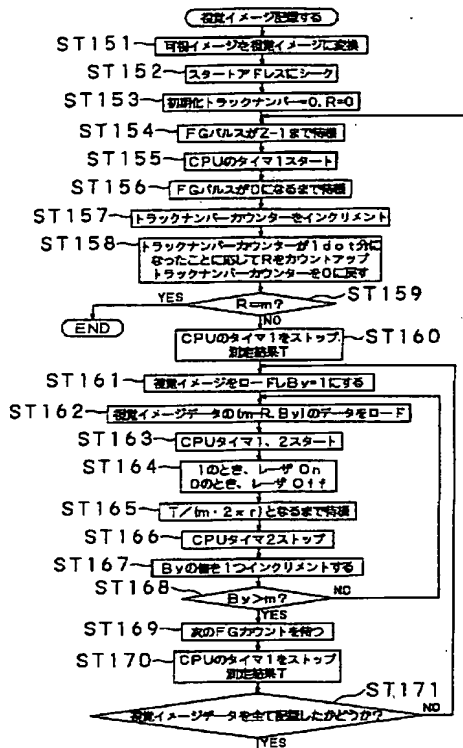 視覚イメージ記録する
ST151 可視イメージを視覚イメージに変換
ST152 スタートアドレスにシーク
ST153 初期化トラックナンバー=0, R=0
ST154 FGパルスがZ-1まで待機
ST155 CPUのタイマ1スタート
ST156 FGパルスが0になるまで待機
ST157 トラックナンバーカウンターをインクリメント
ST158 トラックナンバーカウンターが1dot分に
なったことに応じてRをカウントアップ
トラックナンバーカウンターを0に戻す
YES R=m? ST159
END NO
CPUのタイマ1をストップ ST160
測定結果T
ST161 視覚イメージをロードしBy=1にする
ST162 視覚イメージデータの(m-R, By)のデータをロード
ST163 CPUタイマ1、2スタート
ST164 1のとき、レーザOn
0のとき、レーザOff
ST165 T/(m・2πr)となるまで待機
ST166 CPUタイマ2ストップ
ST167 Byの値を1つインクリメントする
ST168 By>m? NO
YES
ST169 次のFGカウントを待つ
ST170 CPUのタイマ1をストップ
測定結果T
ST171
視覚イメージデータを全て記録したかどうか? NO
YES